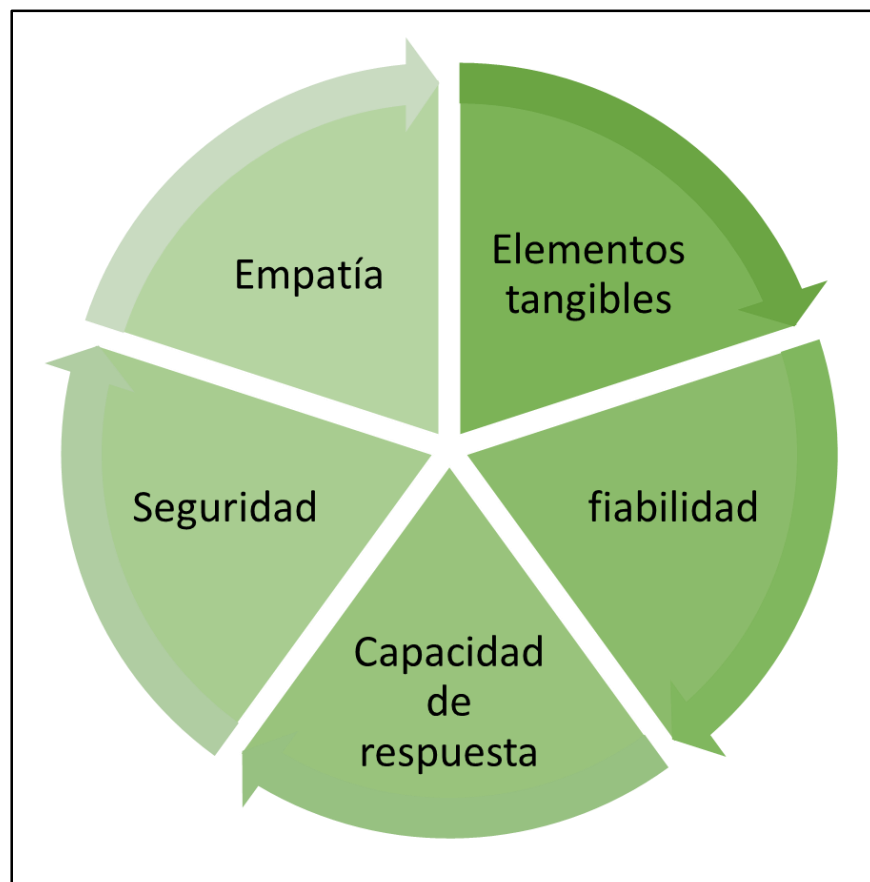 Elementos
tangibles
fiabilidad
Capacidad
de
respuesta
Seguridad
Empatía